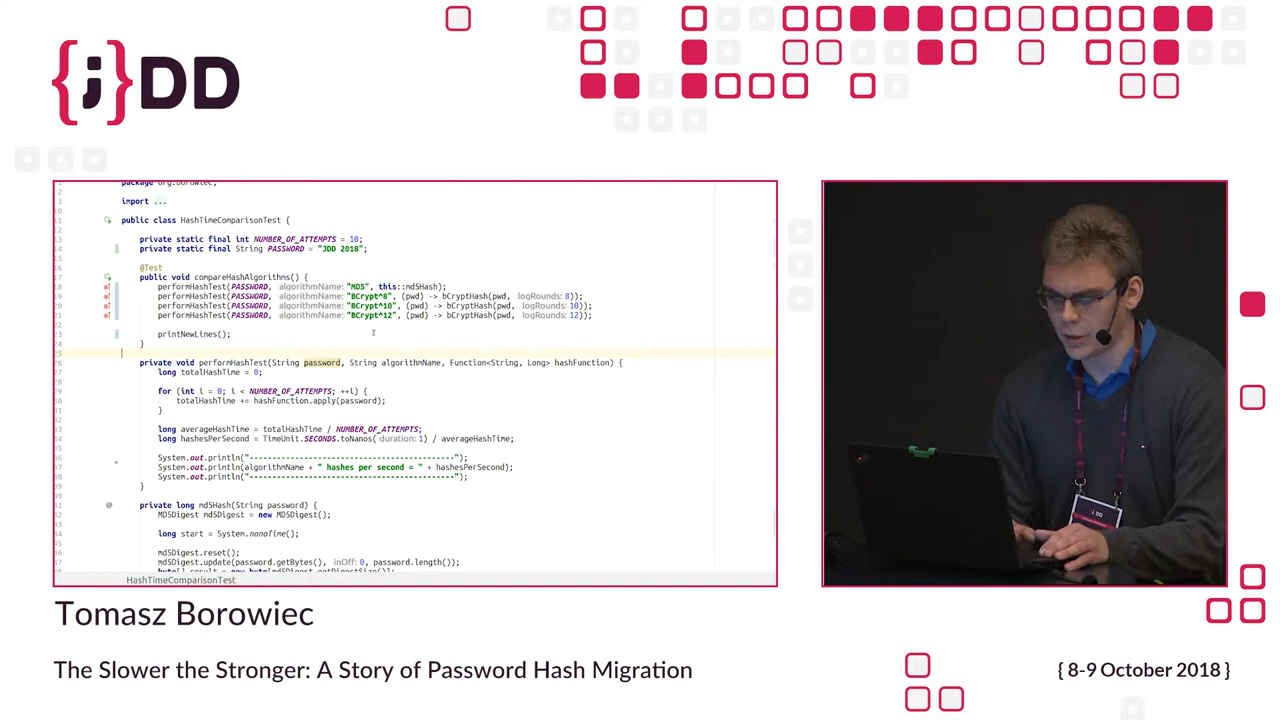 {j}DD
package org.borowiec;
import ...
public class HashTimeComparisonTest {
private static final int NUMBER_OF_ATTEMPTS = 10;
private static final String PASSWORD = "JDD 2018";
@Test
public void compareHashAlgorithms() {
performHashTest(PASSWORD, algorithmName: "MD5", this::md5Hash);
performHashTest(PASSWORD, algorithmName: "BCrypt^8", (pwd) -> bCryptHash(pwd, logRounds: 8));
performHashTest(PASSWORD, algorithmName: "BCrypt^10", (pwd) -> bCryptHash(pwd, logRounds: 10));
performHashTest(PASSWORD, algorithmName: "BCrypt^12", (pwd) -> bCryptHash(pwd, logRounds: 12));
printNewLines();
}
private void performHashTest(String password, String algorithmName, Function<String, Long> hashFunction) {
long totalHashTime = 0;
for (int i = 0; i < NUMBER_OF_ATTEMPTS; ++i) {
totalHashTime += hashFunction.apply(password);
}
long averageHashTime = totalHashTime / NUMBER_OF_ATTEMPTS;
long hashesPerSecond = TimeUnit.SECONDS.toNanos( duration: 1) / averageHashTime;
System.out.println("------------------------------------------");
System.out.println(algorithmName + " hashes per second = " + hashesPerSecond);
System.out.println("------------------------------------------");
}
private long md5Hash(String password) {
MD5Digest md5Digest = new MD5Digest();
long start = System.nanoTime();
md5Digest.reset();
md5Digest.update(password.getBytes(), inOff: 0, password.length());
byte[] result = new byte[md5Digest.getDigestSize()];
HashTimeComparisonTest
{j}DD
Tomasz Borowiec
The Slower the Stronger: A Story of Password Hash Migration
{ 8-9 October 2018 }